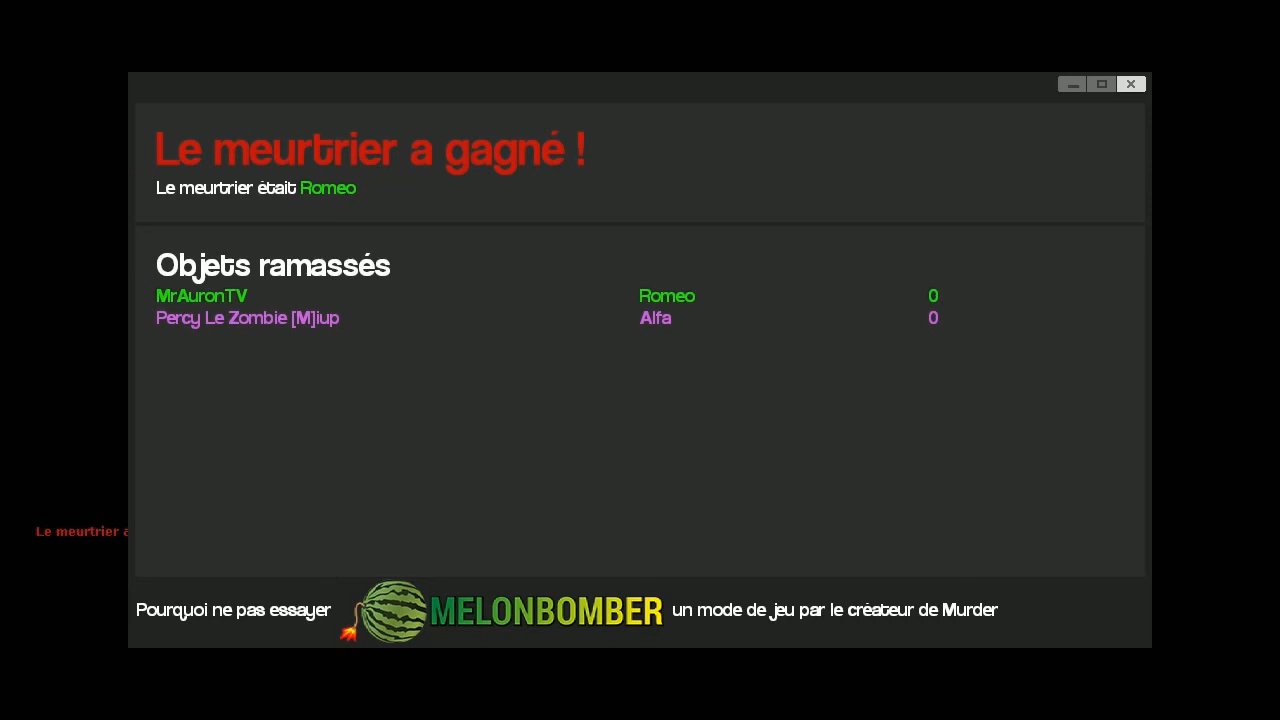 Le meurtrier a gagné !
Le meurtrier était Romeo
Objets ramassés
MrAuronTV Romeo 0
Percy Le Zombie [M]iup Alfa 0
Le meurtrier a
Pourquoi ne pas essayer MELONBOMBER un mode de jeu par le créateur de Murder